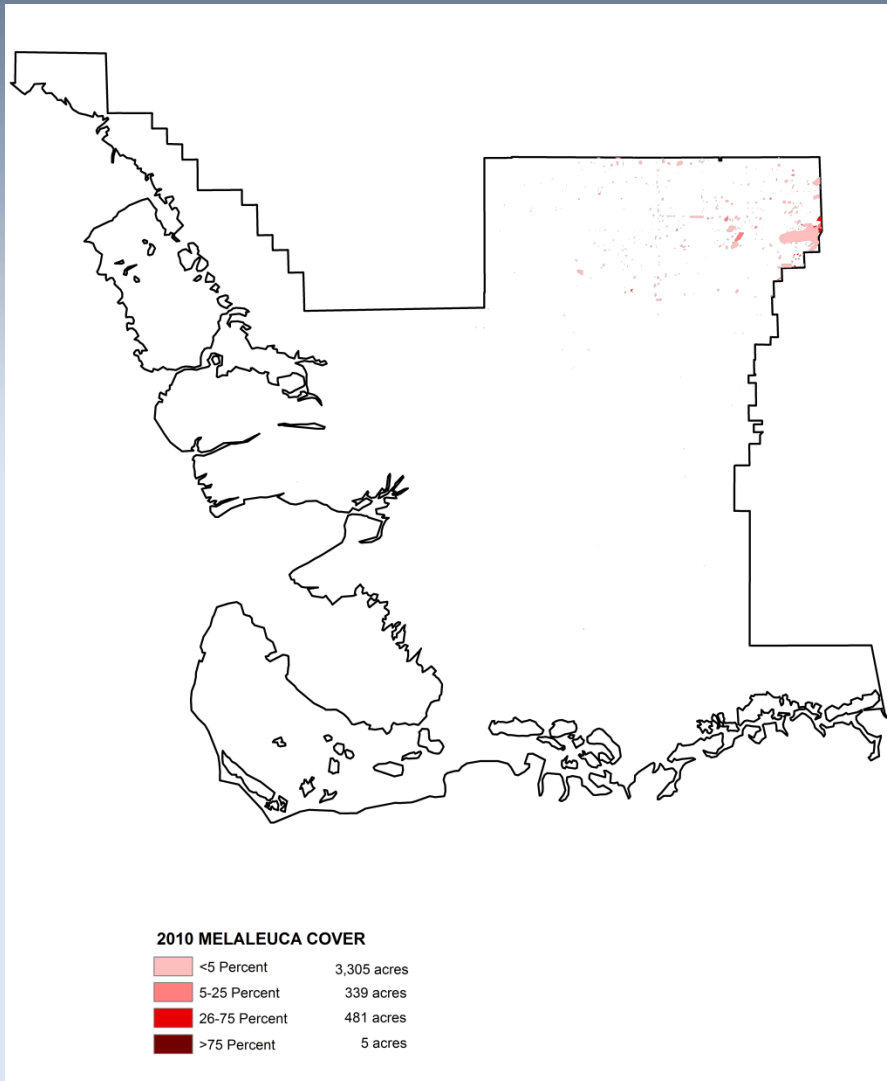 2010 MELALEUCA COVER
<5 Percent 3,305 acres
5-25 Percent 339 acres
26-75 Percent 481 acres
>75 Percent 5 acres